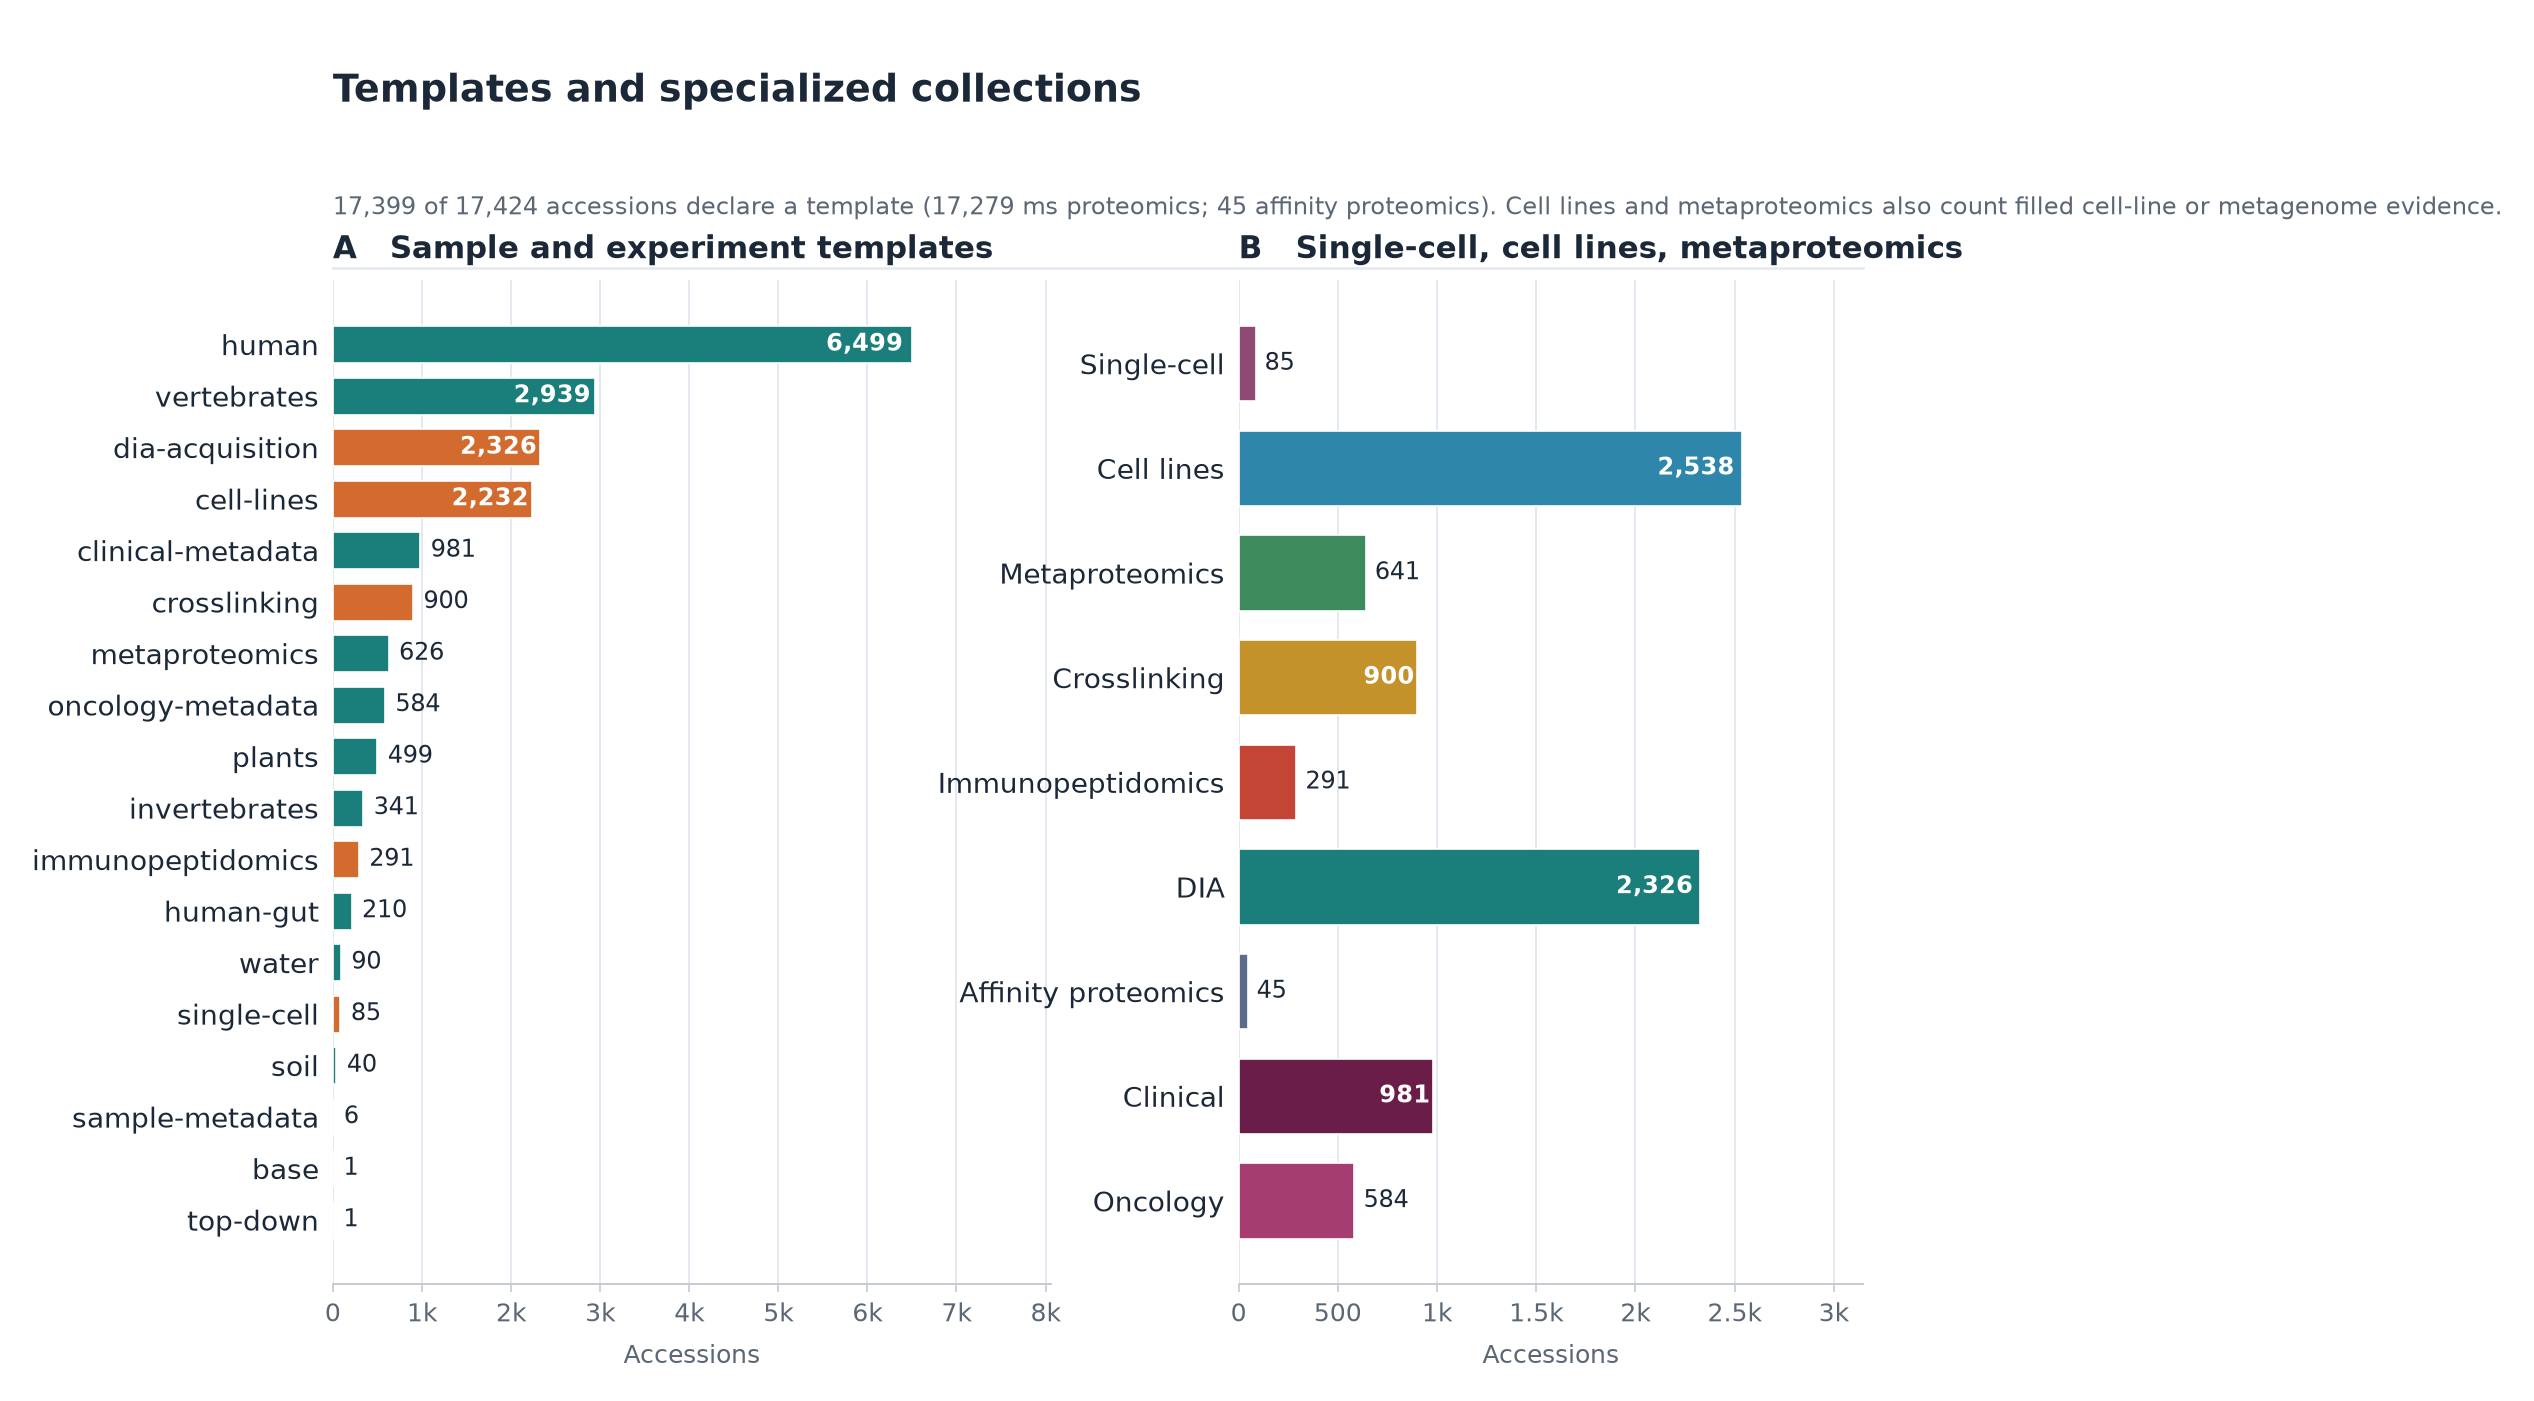 Templates and specialized collections
17,399 of 17,424 accessions declare a template (17,279 ms proteomics; 45 affinity proteomics). Cell lines and metaproteomics also count filled cell-line or metagenome evidence.
A Sample and experiment templates
human 6,499
vertebrates 2,939
dia-acquisition 2,326
cell-lines 2,232
clinical-metadata 981
crosslinking 900
metaproteomics 626
oncology-metadata 584
plants 499
invertebrates 341
immunopeptidomics 291
human-gut 210
water 90
single-cell 85
soil 40
sample-metadata 6
base 1
top-down 1
0 1k 2k 3k 4k 5k 6k 7k 8k
Accessions
B Single-cell, cell lines, metaproteomics
Single-cell 85
Cell lines 2,538
Metaproteomics 641
Crosslinking 900
Immunopeptidomics 291
DIA 2,326
Affinity proteomics 45
Clinical 981
Oncology 584
0 500 1k 1.5k 2k 2.5k 3k
Accessions